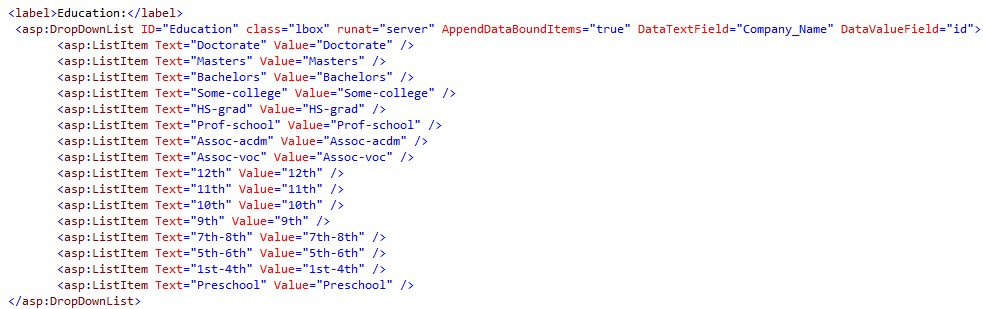 <label>Education:</label>
<asp:DropDownList ID="Education" class="lbox" runat="server" AppendDataBoundItems="true" DataTextField="Company_Name" DataValueField="id">
<asp:ListItem Text="Doctorate" Value="Doctorate" />
<asp:ListItem Text="Masters" Value="Masters" />
<asp:ListItem Text="Bachelors" Value="Bachelors" />
<asp:ListItem Text="Some-college" Value="Some-college" />
<asp:ListItem Text="HS-grad" Value="HS-grad" />
<asp:ListItem Text="Prof-school" Value="Prof-school" />
<asp:ListItem Text="Assoc-acdm" Value="Assoc-acdm" />
<asp:ListItem Text="Assoc-voc" Value="Assoc-voc" />
<asp:ListItem Text="12th" Value="12th" />
<asp:ListItem Text="11th" Value="11th" />
<asp:ListItem Text="10th" Value="10th" />
<asp:ListItem Text="9th" Value="9th" />
<asp:ListItem Text="7th-8th" Value="7th-8th" />
<asp:ListItem Text="5th-6th" Value="5th-6th" />
<asp:ListItem Text="1st-4th" Value="1st-4th" />
<asp:ListItem Text="Preschool" Value="Preschool" />
</asp:DropDownList>